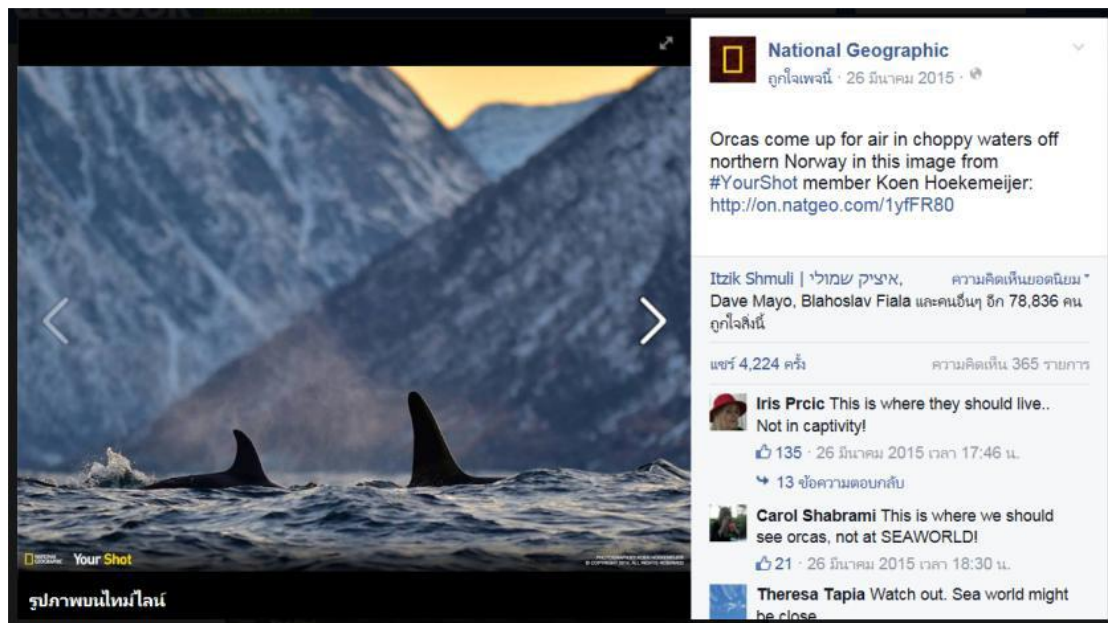 National Geographic
ถูกใจเพจนี้ · 26 มีนาคม 2015 ·
Orcas come up for air in choppy waters off
northern Norway in this image from
#YourShot member Koen Hoekemeijer:
http://on.natgeo.com/1yfFR80
Itzik Shmuli | איציק שמולי, ความคิดเห็นยอดนิยม
Dave Mayo, Blahoslav Fiala และคนอื่นๆ อีก 78,836 คน
ถูกใจสิ่งนี้
แชร์ 4,224 ครั้ง ความคิดเห็น 365 รายการ
Iris Prcic This is where they should live..
Not in captivity!
135 · 26 มีนาคม 2015 เวลา 17:46 น.
13 ข้อความตอบกลับ
Carol Shabrami This is where we should
see orcas, not at SEAWORLD!
21 · 26 มีนาคม 2015 เวลา 18:30 น.
Theresa Tapia Watch out. Sea world might
be close
NATIONAL GEOGRAPHIC Your Shot
รูปภาพบนไทม์ไลน์